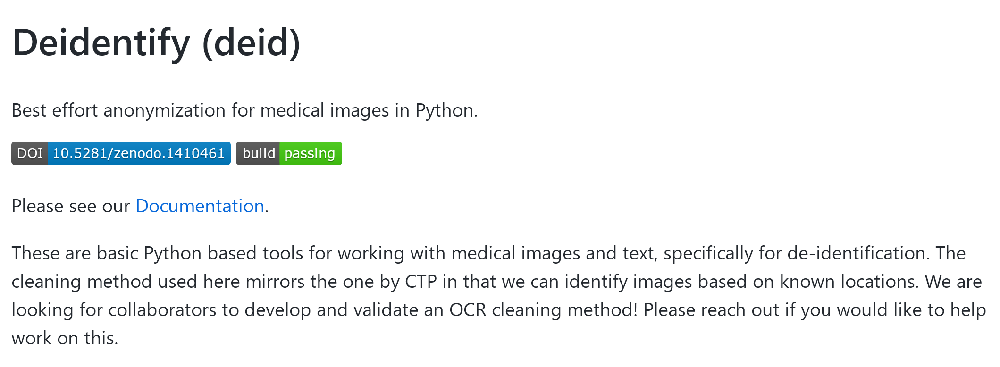 Deidentify (deid)
Best effort anonymization for medical images in Python.
DOI 10.5281/zenodo.1410461 build passing
Please see our Documentation.
These are basic Python based tools for working with medical images and text, specifically for de-identification. The
cleaning method used here mirrors the one by CTP in that we can identify images based on known locations. We are
looking for collaborators to develop and validate an OCR cleaning method! Please reach out if you would like to help
work on this.